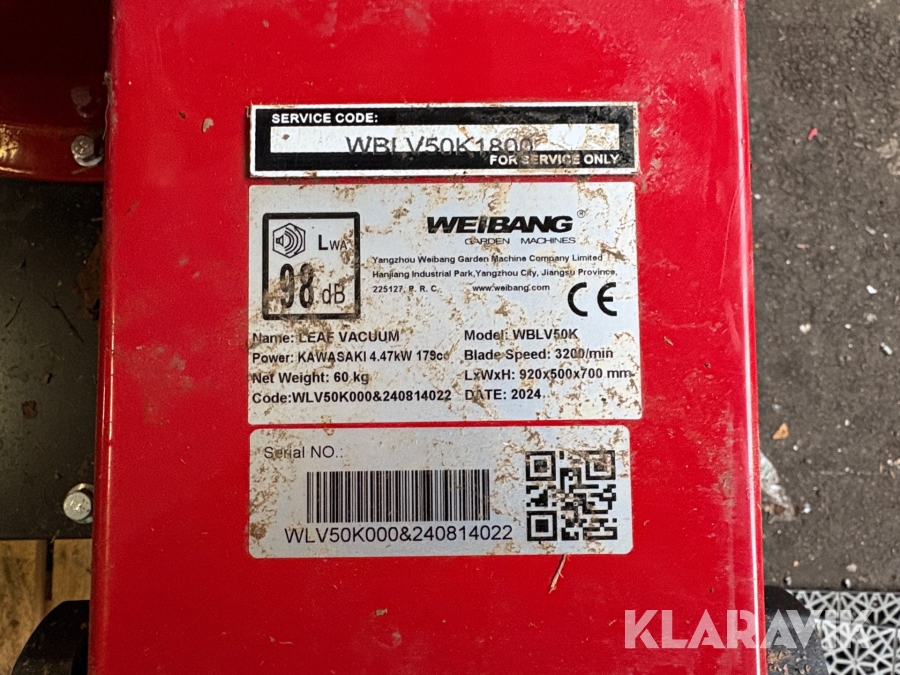 SERVICE CODE:
WBLV50K1800
FOR SERVICE ONLY
LWA
98 dB
WEIBANG®
GARDEN MACHINES
Yangzhou Weibang Garden Machine Company Limited
Hanjiang Industrial Park,Yangzhou City, Jiangsu Province,
225127, P. R. C. www.weibang.com
CE
Name: LEAF VACUUM Model: WBLV50K
Power: KAWASAKI 4.47kW 179cc Blade Speed: 3200/min
Net Weight: 60 kg LxWxH: 920x500x700 mm
Code:WLV50K000&240814022 DATE: 2024
Serial NO.:
WLV50K000&240814022
KLARAVIK